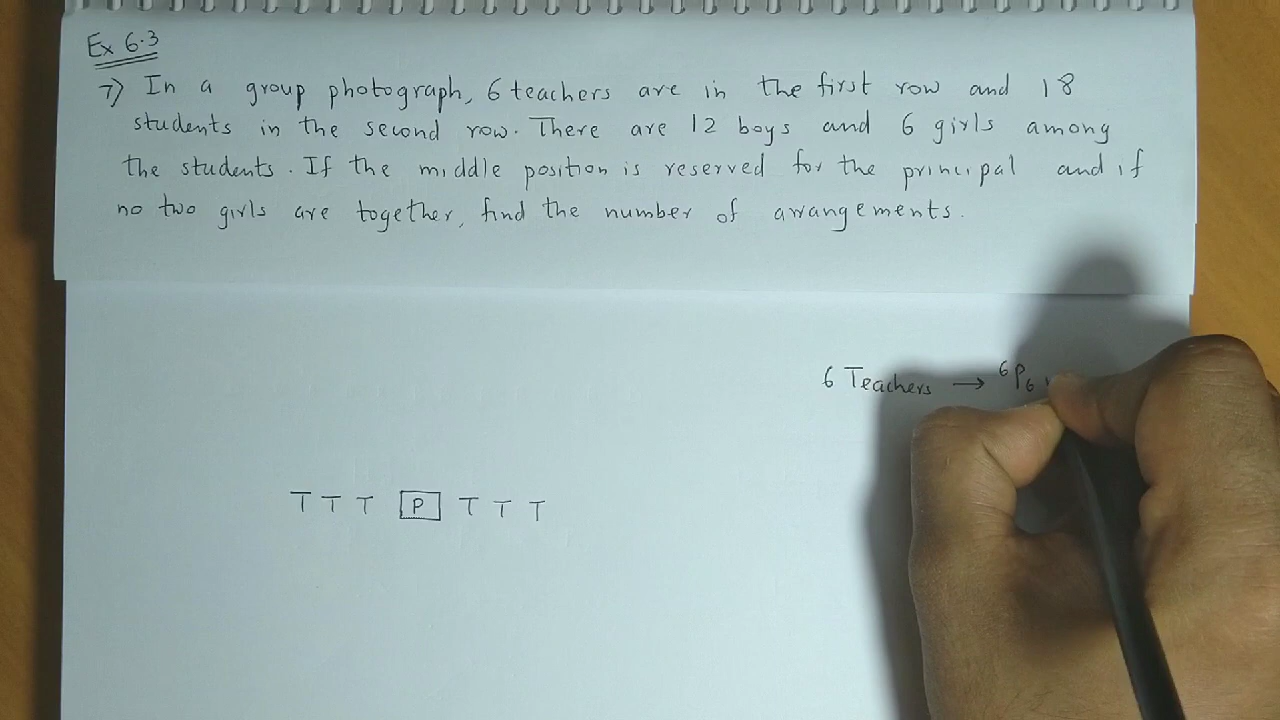 Ex 6.3
7) In a group photograph, 6 teachers are in the first row and 18
students in the second row. There are 12 boys and 6 girls among
the students. If the middle position is reserved for the principal and if
no two girls are together, find the number of arrangements.
6 Teachers → ⁶P₆
T T T P T T T